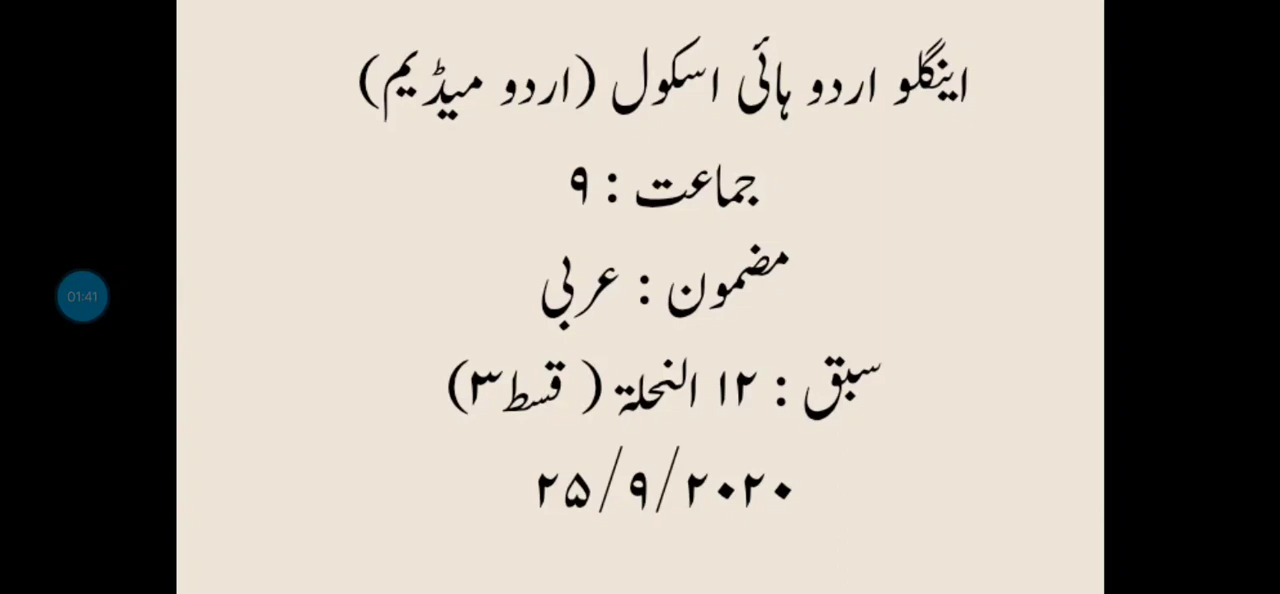 اینگلو اردو ہائی اسکول (اردو میڈیم)
جماعت : ۹
مضمون : عربی
سبق : ۱۲ النحلة ( قسط ۳)
۲۵/۹/۲۰۲۰
01:41